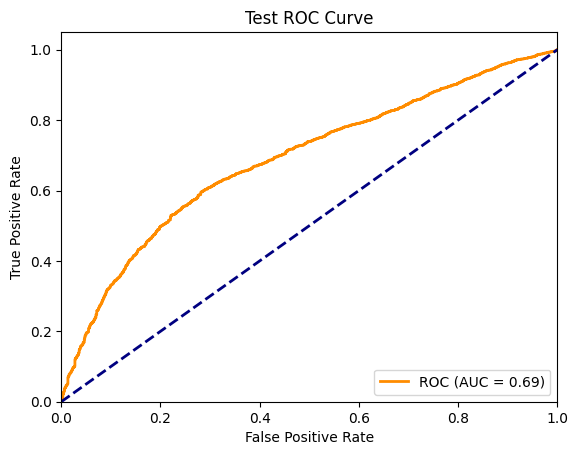 Test ROC Curve
True Positive Rate
1.0
0.8
0.6
0.4
0.2
0.0
ROC (AUC = 0.69)
0.0 0.2 0.4 0.6 0.8 1.0
False Positive Rate